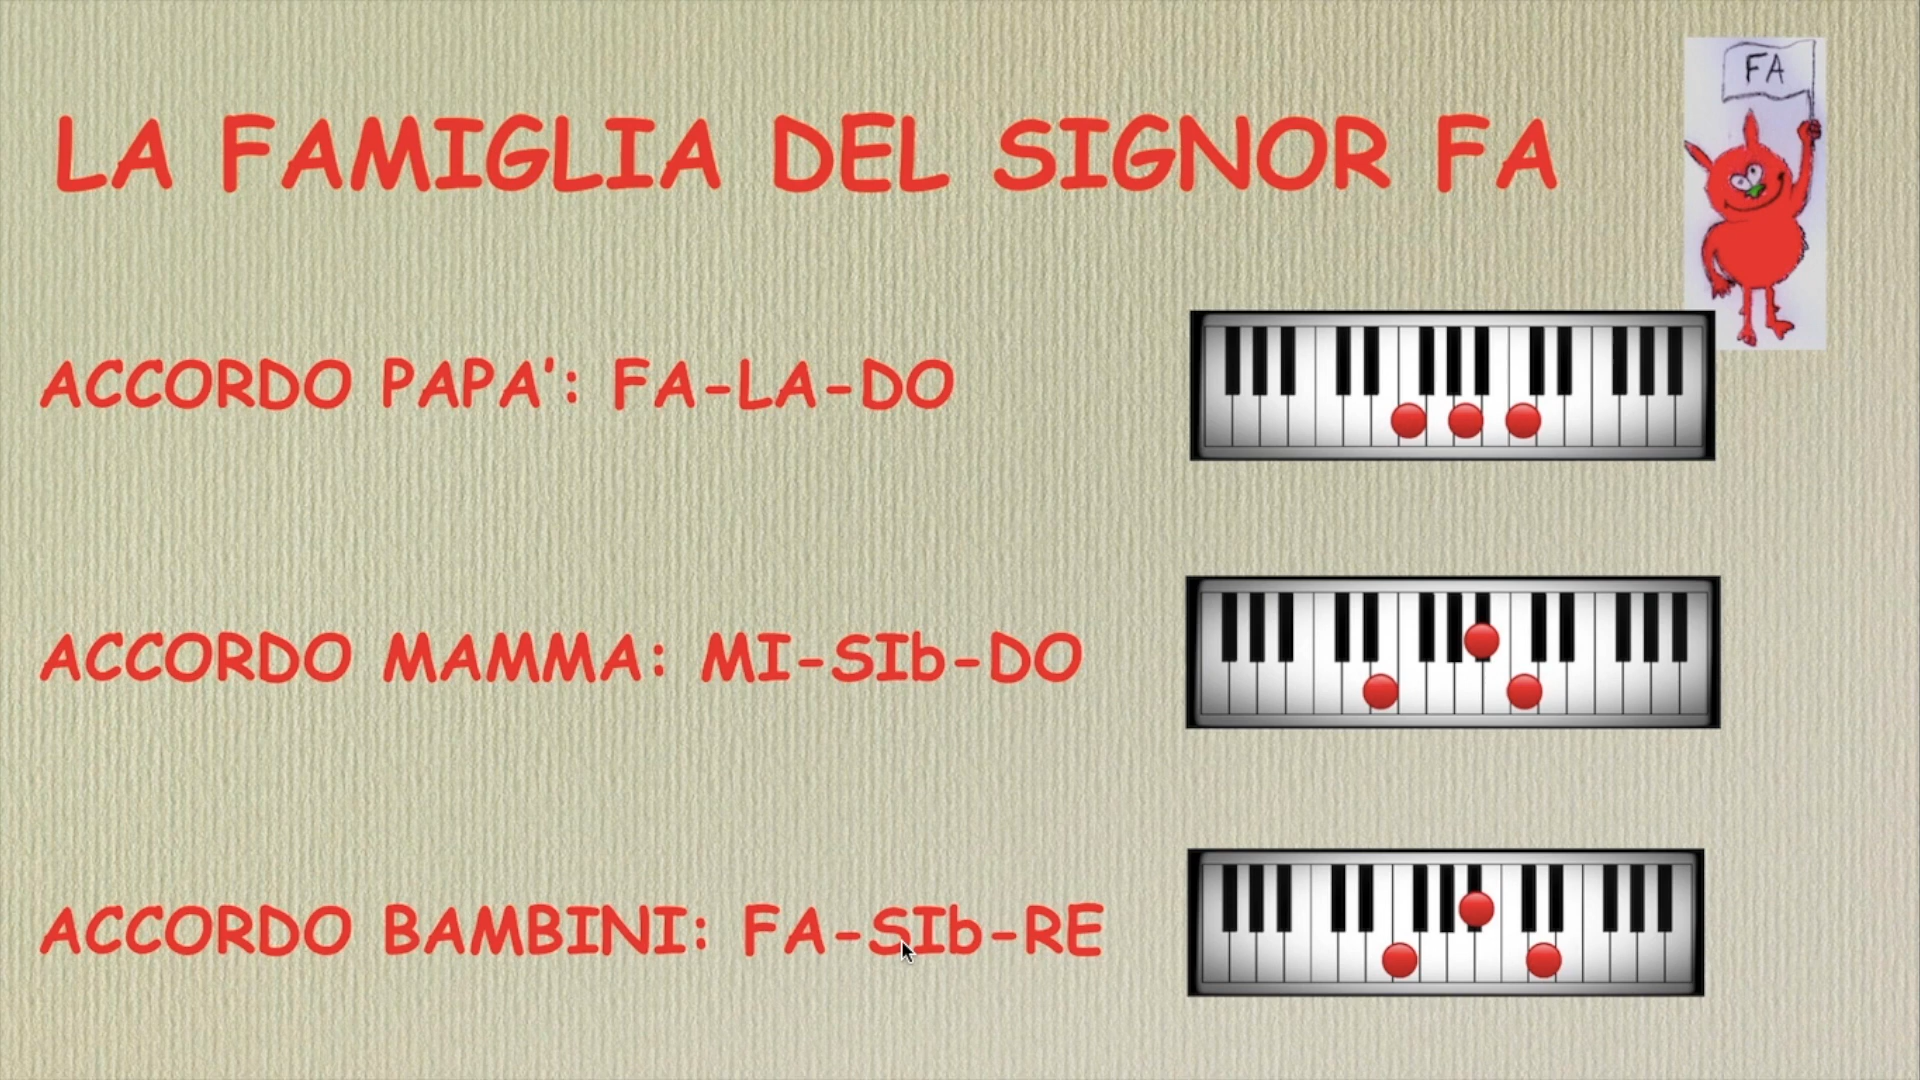 FA
LA FAMIGLIA DEL SIGNOR FA
ACCORDO PAPA': FA-LA-DO
ACCORDO MAMMA: MI-SIb-DO
ACCORDO BAMBINI: FA-SIb-RE